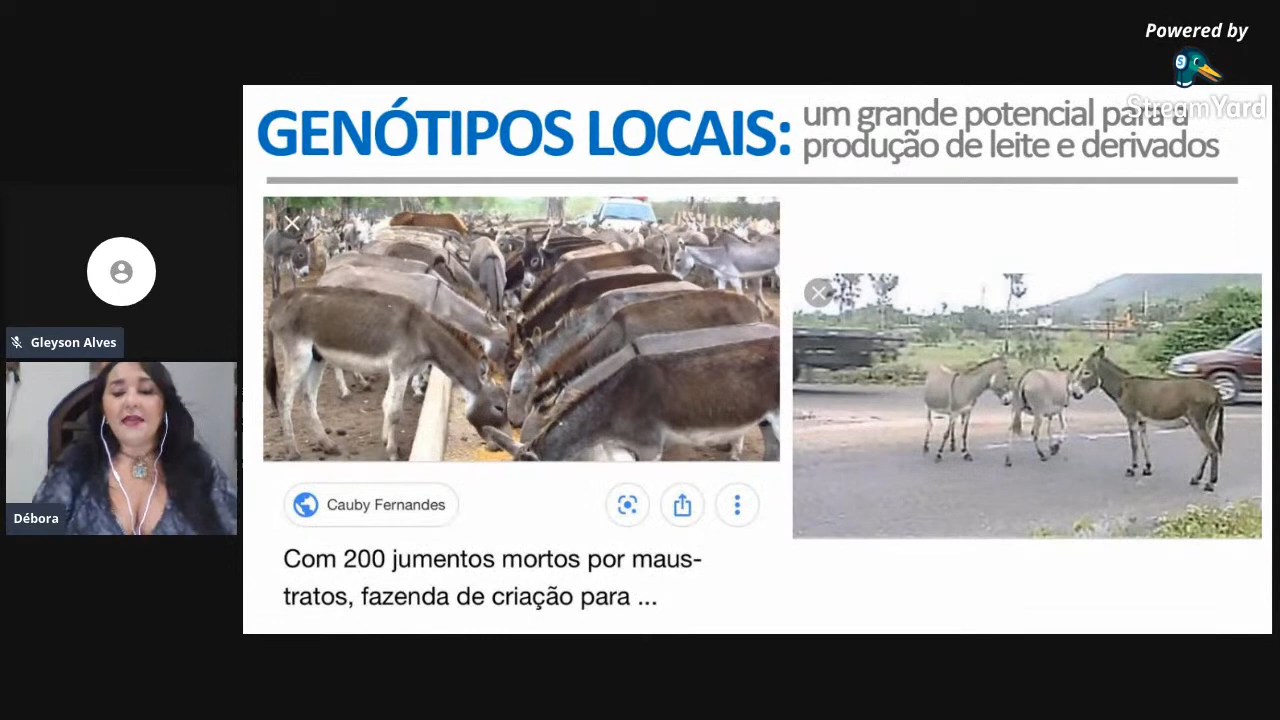 Powered by
StreamYard
GENÓTIPOS LOCAIS:
um grande potencial para a
produção de leite e derivados
Gleyson Alves
Débora
Cauby Fernandes
Com 200 jumentos mortos por maus-
tratos, fazenda de criação para ...